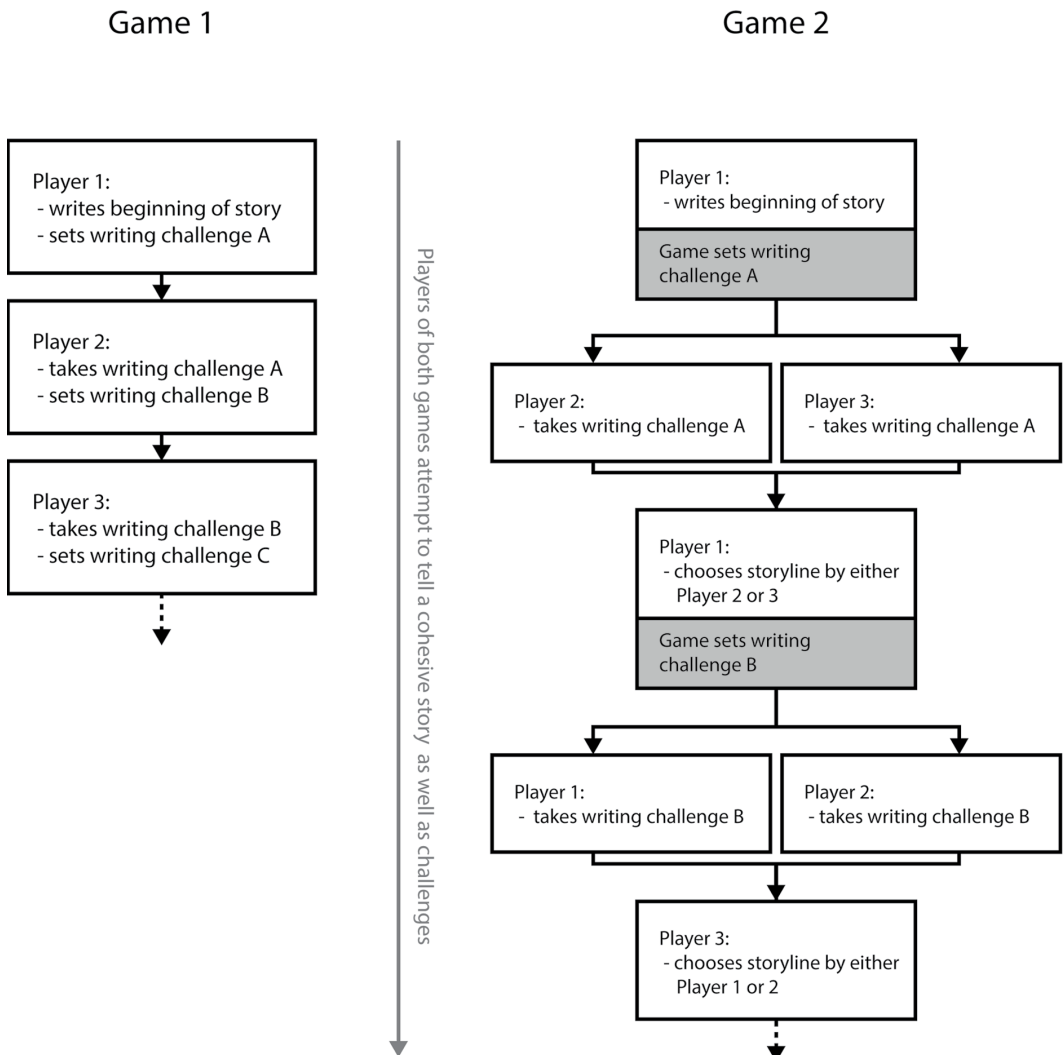 Game 1
Game 2
Player 1:
- writes beginning of story
- sets writing challenge A
Player 2:
- takes writing challenge A
- sets writing challenge B
Player 3:
- takes writing challenge B
- sets writing challenge C
Players of both games attempt to tell a cohesive story as well as challenges
Player 1:
- writes beginning of story
Game sets writing
challenge A
Player 2:
- takes writing challenge A
Player 3:
- takes writing challenge A
Player 1:
- chooses storyline by either
Player 2 or 3
Game sets writing
challenge B
Player 1:
- takes writing challenge B
Player 2:
- takes writing challenge B
Player 3:
- chooses storyline by either
Player 1 or 2